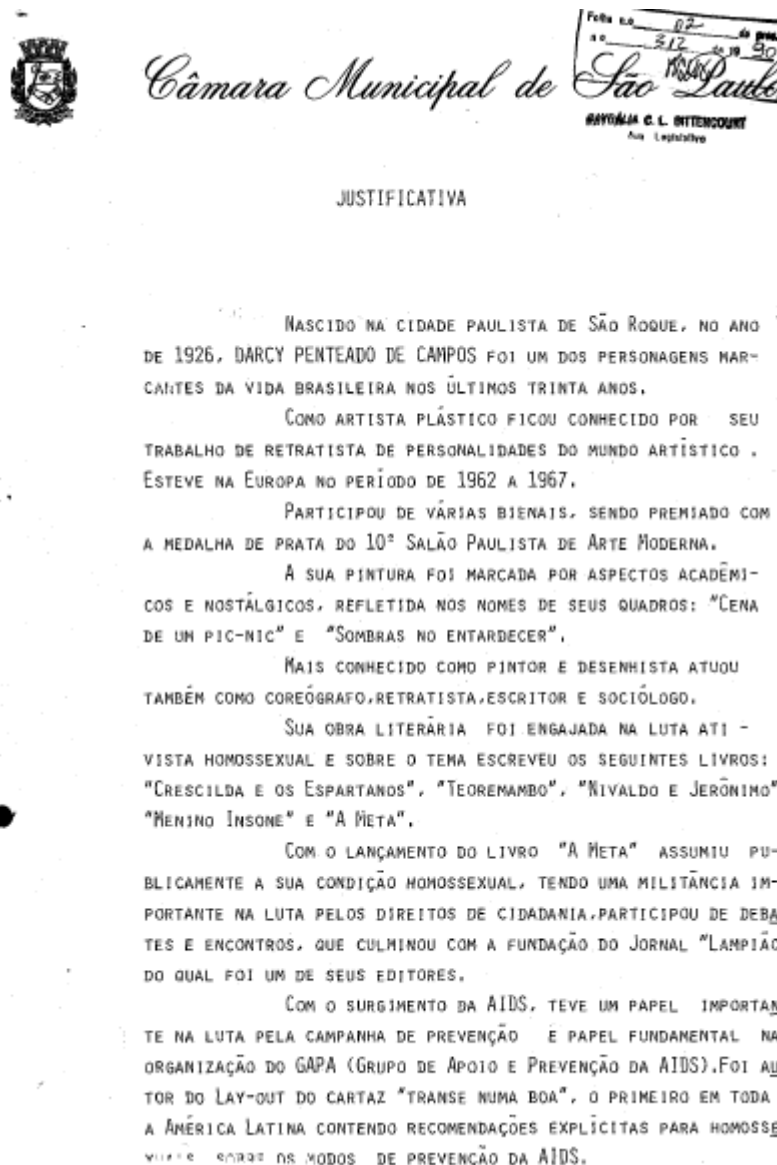 Folha n.o 02 do proc.
n.o 312 de 19 90
Câmara Municipal de São Paulo
C. L. BITTENCOURT
Legislativo
JUSTIFICATIVA
NASCIDO NA CIDADE PAULISTA DE SÃO ROQUE, NO ANO
DE 1926, DARCY PENTEADO DE CAMPOS FOI UM DOS PERSONAGENS MAR-
CANTES DA VIDA BRASILEIRA NOS ÚLTIMOS TRINTA ANOS.
COMO ARTISTA PLÁSTICO FICOU CONHECIDO POR SEU
TRABALHO DE RETRATISTA DE PERSONALIDADES DO MUNDO ARTÍSTICO .
ESTEVE NA EUROPA NO PERÍODO DE 1962 A 1967.
PARTICIPOU DE VÁRIAS BIENAIS, SENDO PREMIADO COM
A MEDALHA DE PRATA DO 10º SALÃO PAULISTA DE ARTE MODERNA.
A SUA PINTURA FOI MARCADA POR ASPECTOS ACADÊMI-
COS E NOSTÁLGICOS, REFLETIDA NOS NOMES DE SEUS QUADROS: "CENA
DE UM PIC-NIC" E "SOMBRAS NO ENTARDECER".
MAIS CONHECIDO COMO PINTOR E DESENHISTA ATUOU
TAMBÉM COMO COREÓGRAFO,RETRATISTA,ESCRITOR E SOCIÓLOGO.
SUA OBRA LITERÁRIA FOI ENGAJADA NA LUTA ATI -
VISTA HOMOSSEXUAL E SOBRE O TEMA ESCREVEU OS SEGUINTES LIVROS:
"CRESCILDA E OS ESPARTANOS", "TEOREMAMBO", "NIVALDO E JERÔNIMO"
"MENINO INSONE" E "A META".
COM O LANÇAMENTO DO LIVRO "A META" ASSUMIU PU-
BLICAMENTE A SUA CONDIÇÃO HOMOSSEXUAL, TENDO UMA MILITÂNCIA IM-
PORTANTE NA LUTA PELOS DIREITOS DE CIDADANIA,PARTICIPOU DE DEBA
TES E ENCONTROS, QUE CULMINOU COM A FUNDAÇÃO DO JORNAL "LAMPIÃO
DO QUAL FOI UM DE SEUS EDITORES.
COM O SURGIMENTO DA AIDS, TEVE UM PAPEL IMPORTAN
TE NA LUTA PELA CAMPANHA DE PREVENÇÃO E PAPEL FUNDAMENTAL NA
ORGANIZAÇÃO DO GAPA (GRUPO DE APOIO E PREVENÇÃO DA AIDS).FOI AU
TOR DO LAY-OUT DO CARTAZ "TRANSE NUMA BOA", O PRIMEIRO EM TODA
A AMÉRICA LATINA CONTENDO RECOMENDAÇÕES EXPLÍCITAS PARA HOMOSSE
XUAIS SOBRE OS MODOS DE PREVENÇÃO DA AIDS.